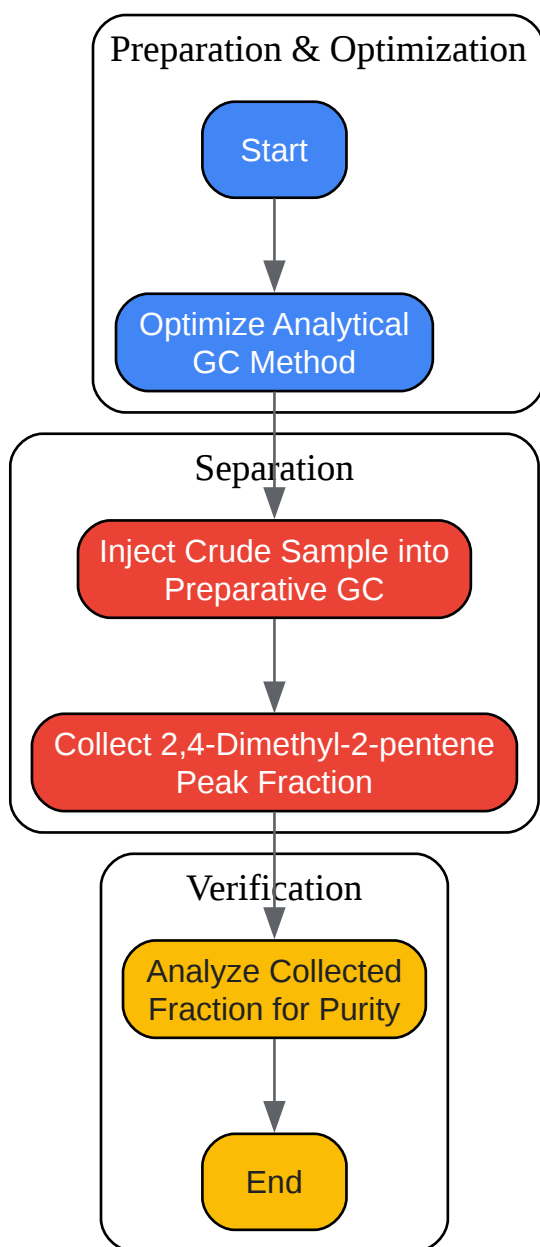 Preparation & Optimization
Start
Optimize Analytical
GC Method
Separation
Inject Crude Sample into
Preparative GC
Collect 2,4-Dimethyl-2-pentene
Peak Fraction
Verification
Analyze Collected
Fraction for Purity
End